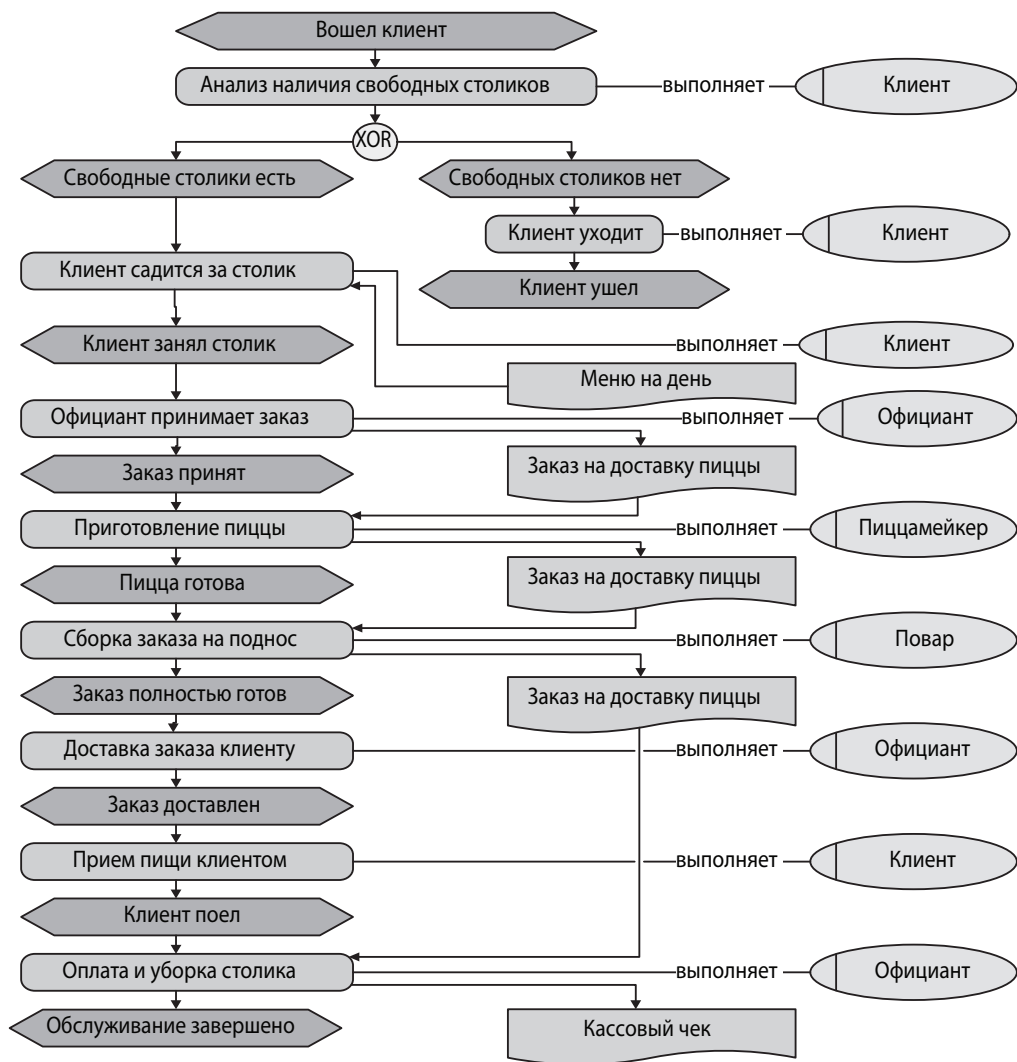 Вошел клиент
Анализ наличия свободных столиков
выполняет
Клиент
XOR
Свободные столики есть
Свободных столиков нет
Клиент уходит
выполняет
Клиент
Клиент садится за столик
Клиент ушел
Клиент занял столик
выполняет
Клиент
Меню на день
Официант принимает заказ
выполняет
Официант
Заказ принят
Заказ на доставку пиццы
Приготовление пиццы
выполняет
Пиццамейкер
Пицца готова
Заказ на доставку пиццы
Сборка заказа на поднос
выполняет
Повар
Заказ полностью готов
Заказ на доставку пиццы
Доставка заказа клиенту
выполняет
Официант
Заказ доставлен
Прием пищи клиентом
выполняет
Клиент
Клиент поел
Оплата и уборка столика
выполняет
Официант
Обслуживание завершено
Кассовый чек